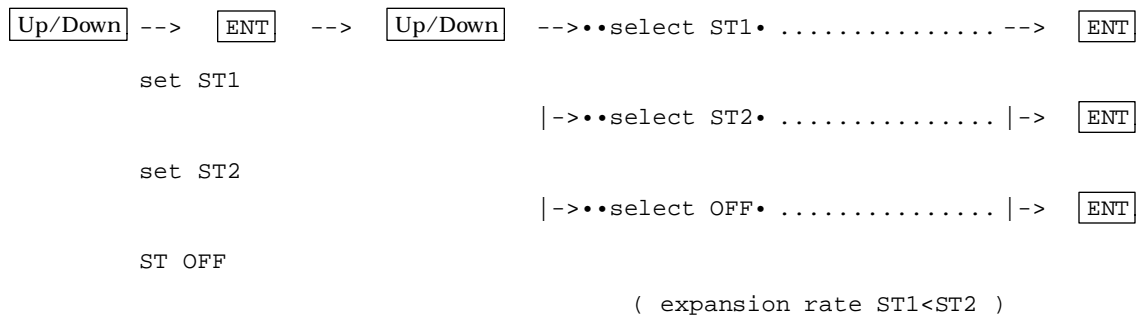 Up/Down --> ENT --> Up/Down -->••select ST1• ...............--> ENT
set ST1
|->••select ST2• ...............|-> ENT
set ST2
|->••select OFF• ...............|-> ENT
ST OFF
( expansion rate ST1<ST2 )